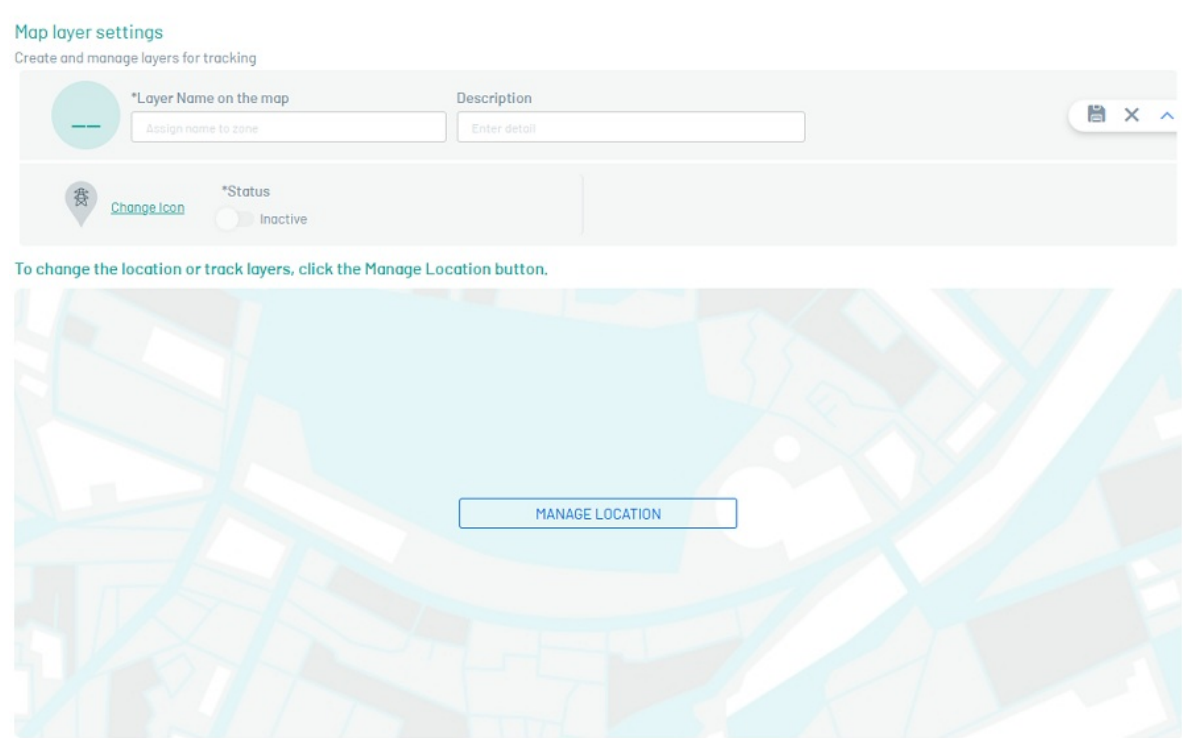 Map layer settings
Create and manage layers for tracking
*Layer Name on the map
Description
Assign name to zone
Enter detail
Change Icon
*Status
Inactive
To change the location or track layers, click the Manage Location button.
MANAGE LOCATION